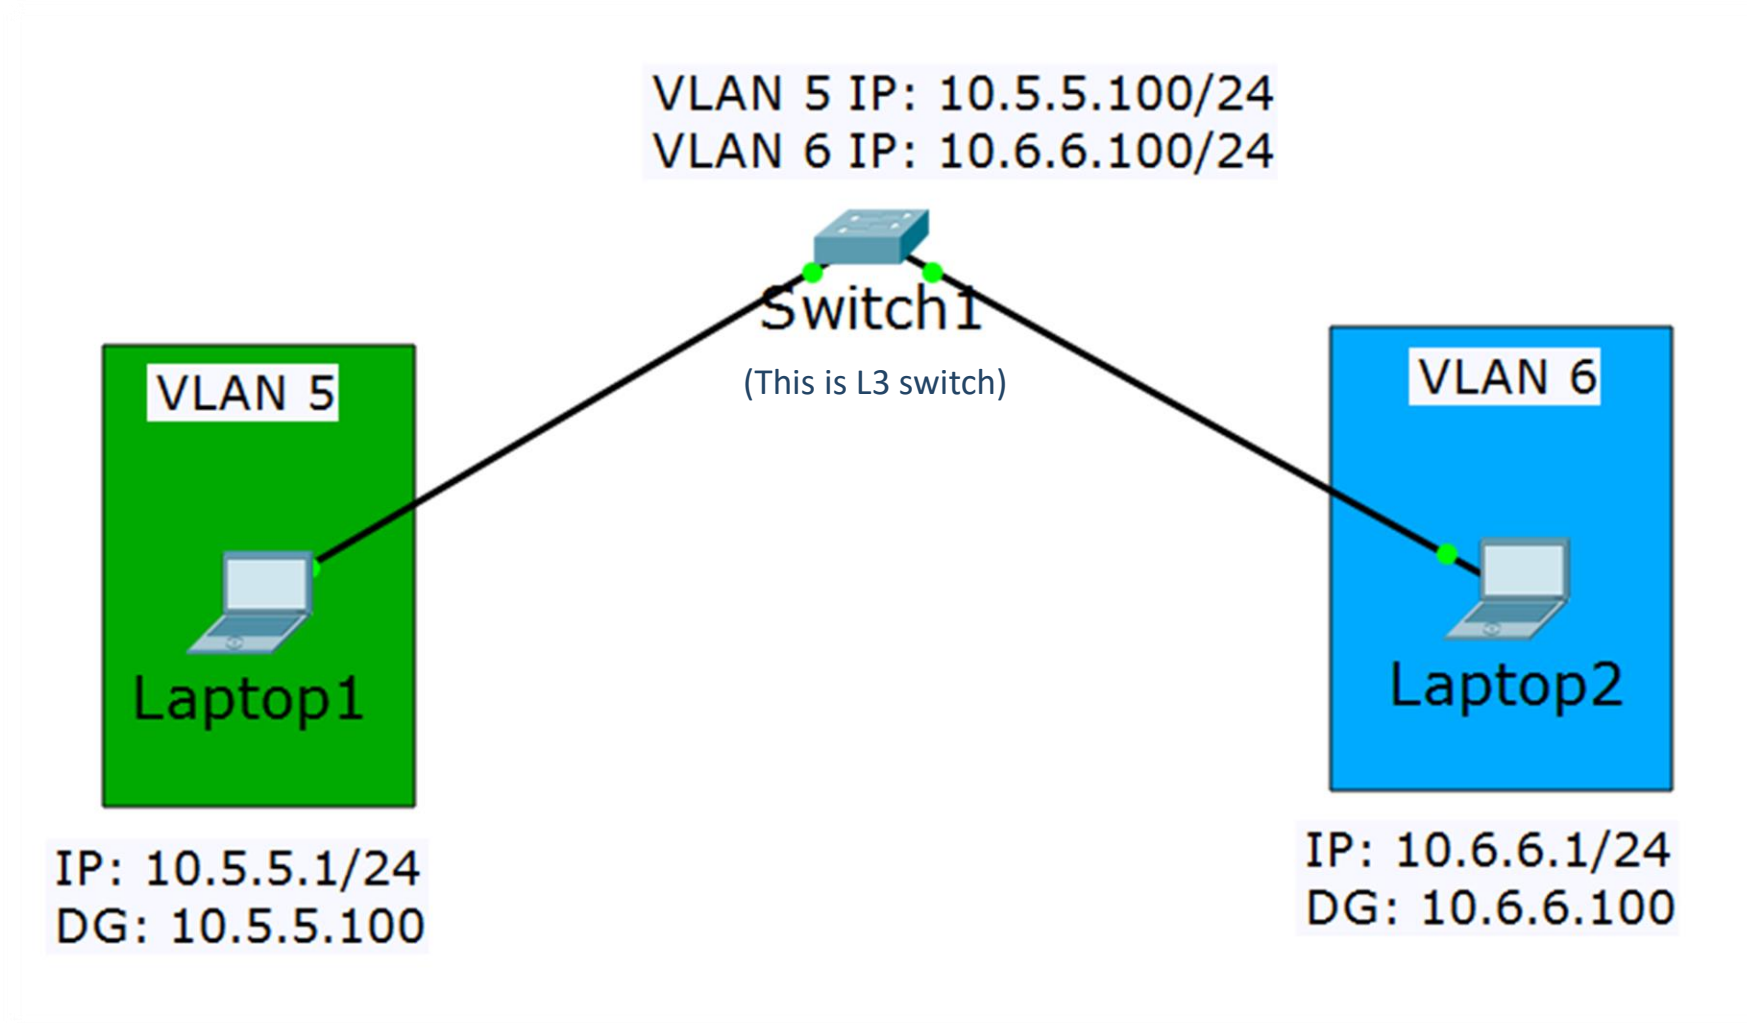 VLAN 5 IP: 10.5.5.100/24
VLAN 6 IP: 10.6.6.100/24
Switch1
(This is L3 switch)
VLAN 5
Laptop1
IP: 10.5.5.1/24
DG: 10.5.5.100
VLAN 6
Laptop2
IP: 10.6.6.1/24
DG: 10.6.6.100